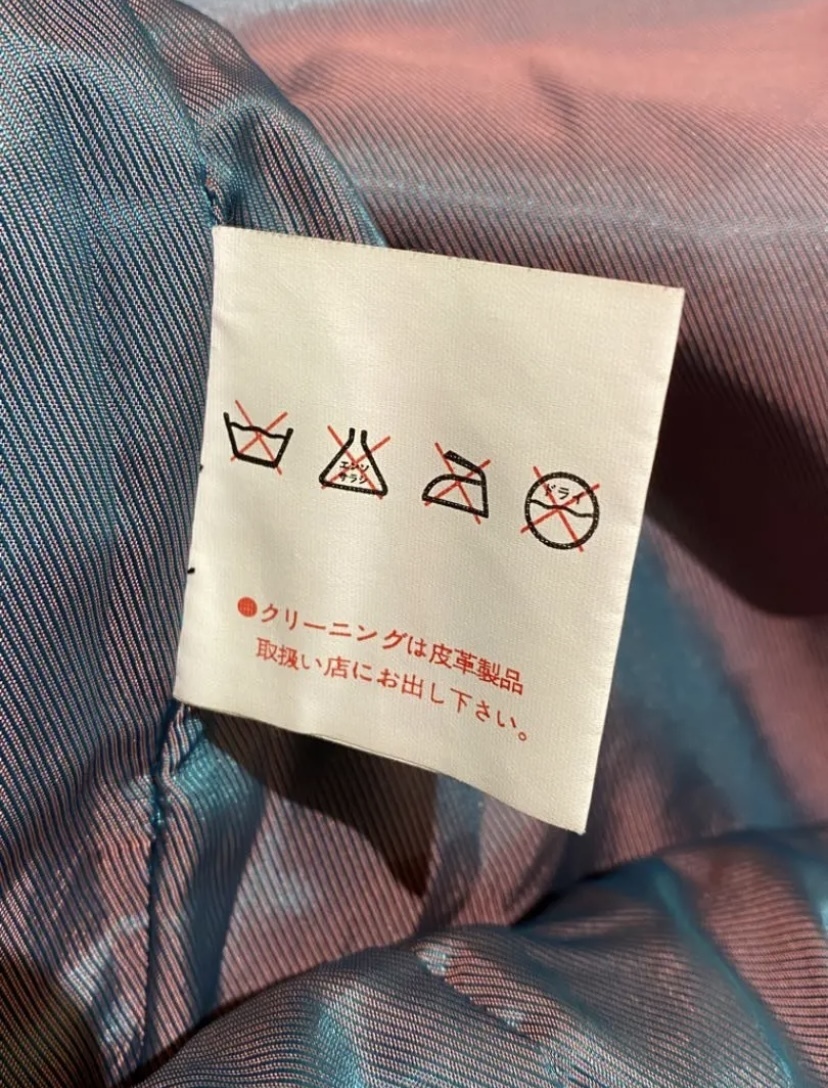 エンソ
サラシ
ドライ
●クリーニングは皮革製品
取扱い店にお出し下さい。